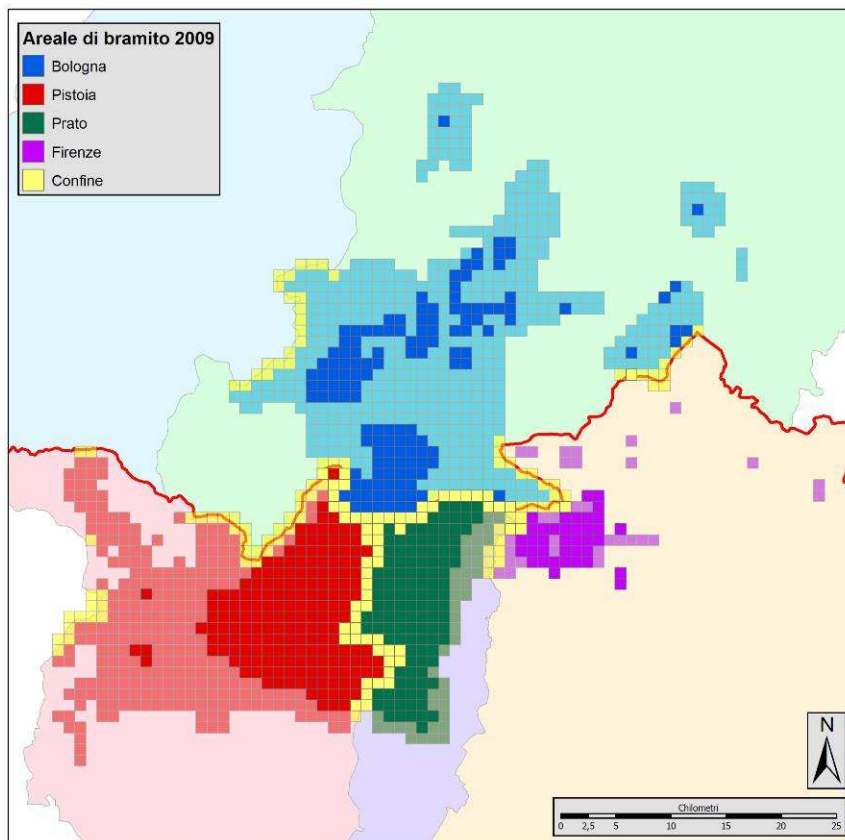 Areale di bramito 2009
Bologna
Pistoia
Prato
Firenze
Confine
N
Chilometri
0 2,5 5 10 15 20 25